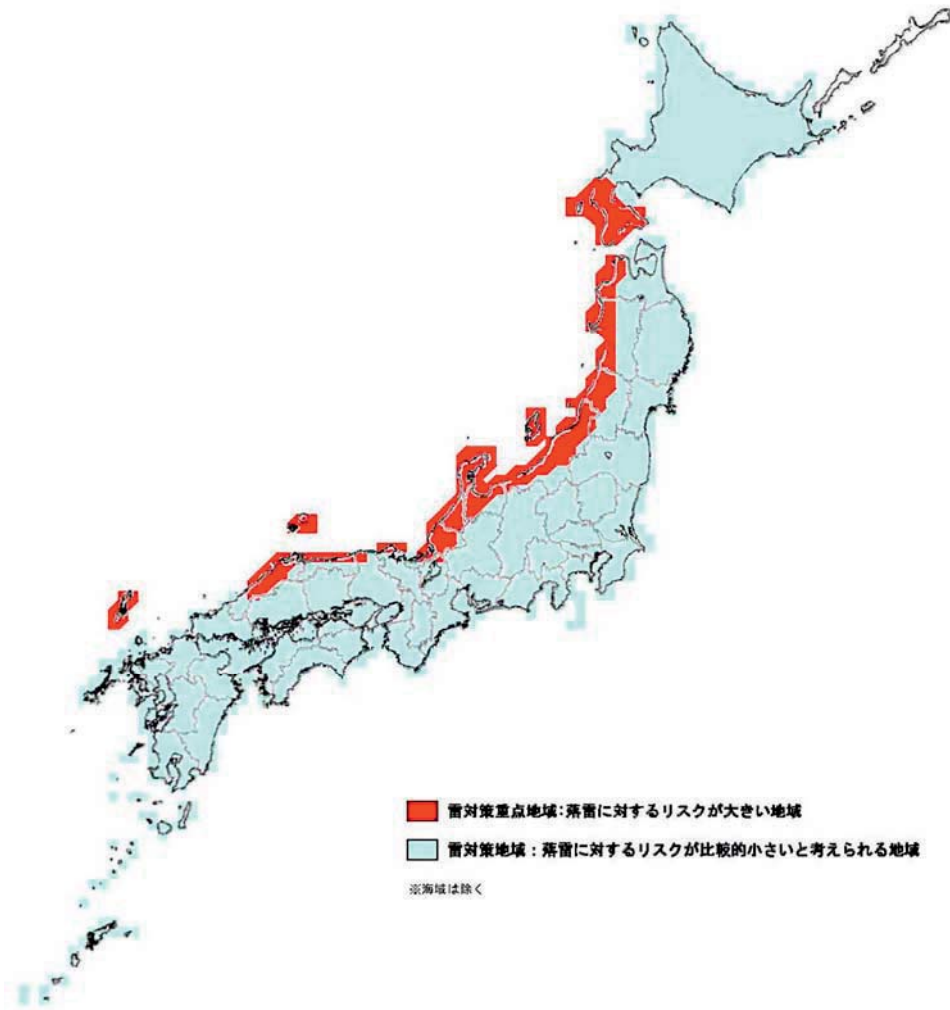 雷対策重点地域：落雷に対するリスクが大きい地域
雷対策地域：落雷に対するリスクが比較的小さいと考えられる地域
※海域は除く